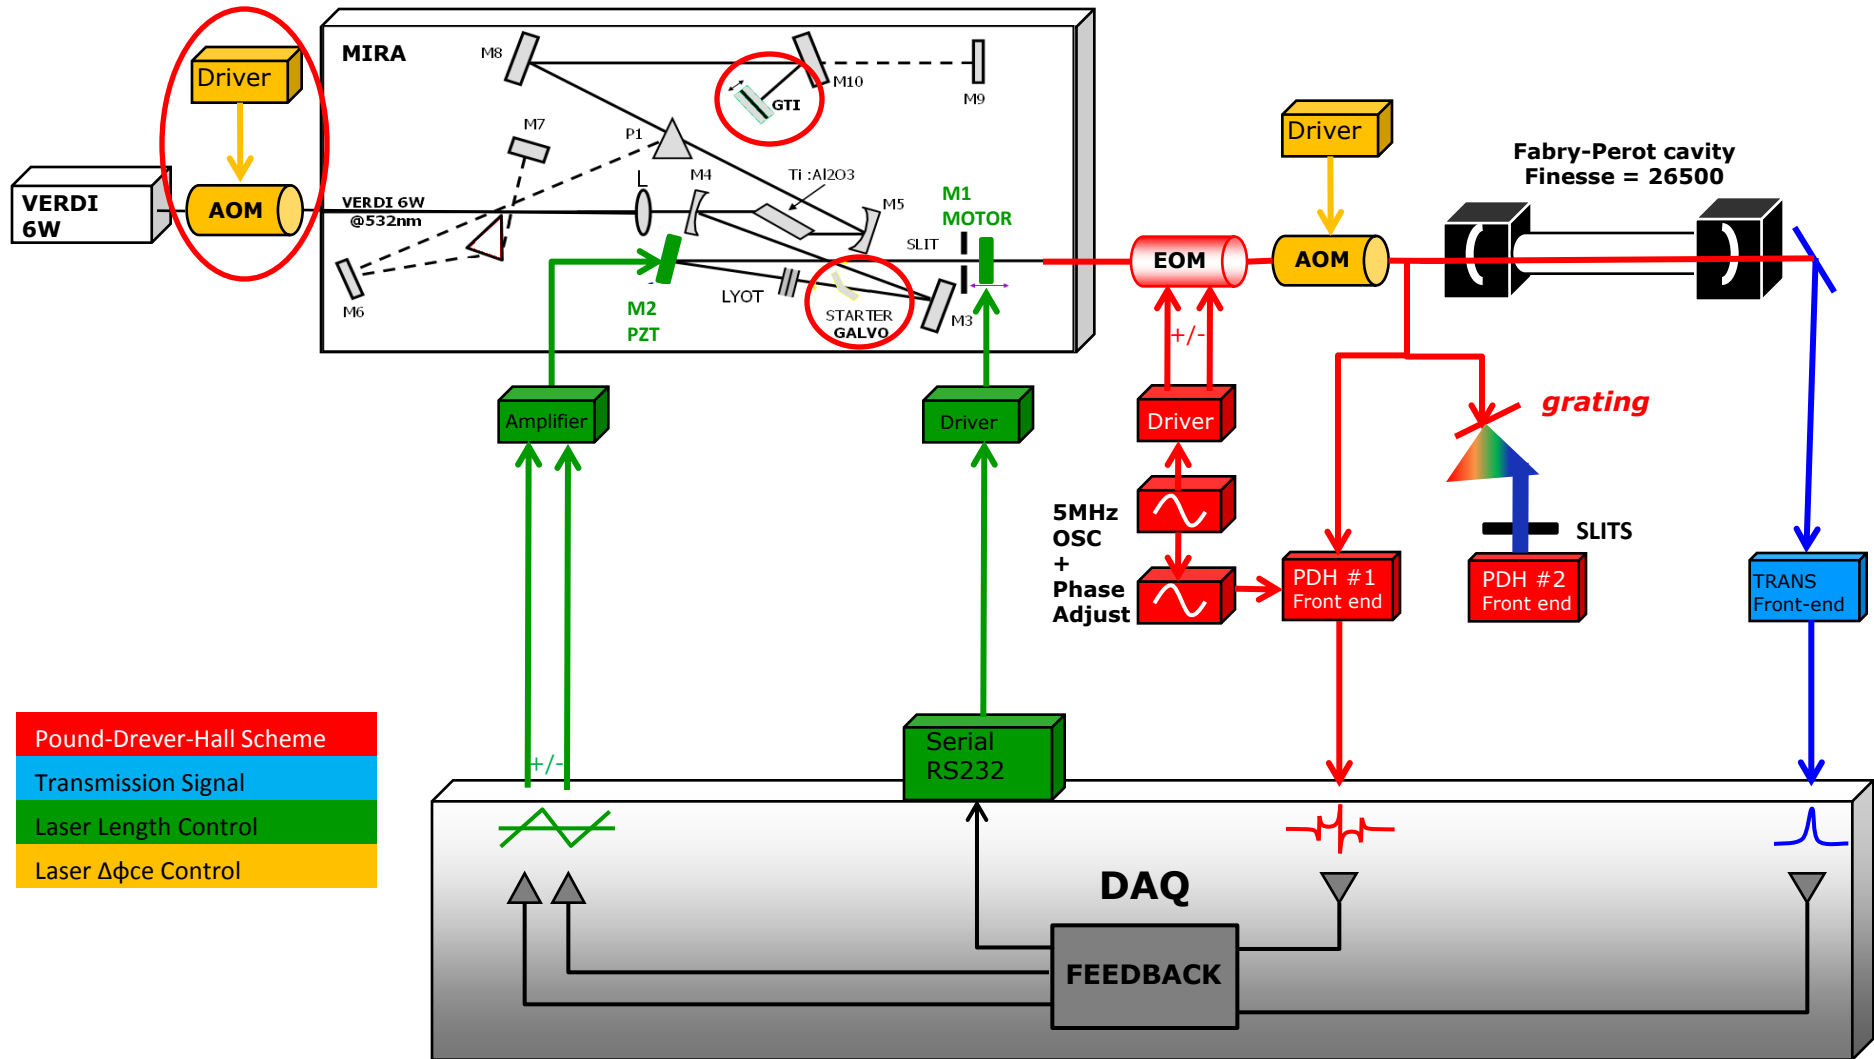 MIRA
Driver
AOM
VERDI
6W
M8
M10
GTI
M9
M7
P1
L
M4
Ti :Al2O3
M5
M1
MOTOR
VERDI 6W
@532nm
SLIT
LYOT
M6
M2
PZT
STARTER
GALVO
M3
EOM
Driver
AOM
Fabry-Perot cavity
Finesse = 26500
+/-
Amplifier
Driver
Driver
grating
5MHz
OSC
+
Phase
Adjust
SLITS
PDH #1
Front end
PDH #2
Front end
TRANS
Front-end
Pound-Drever-Hall Scheme
Transmission Signal
Laser Length Control
Laser Δϕce Control
+/-
Serial
RS232
DAQ
FEEDBACK